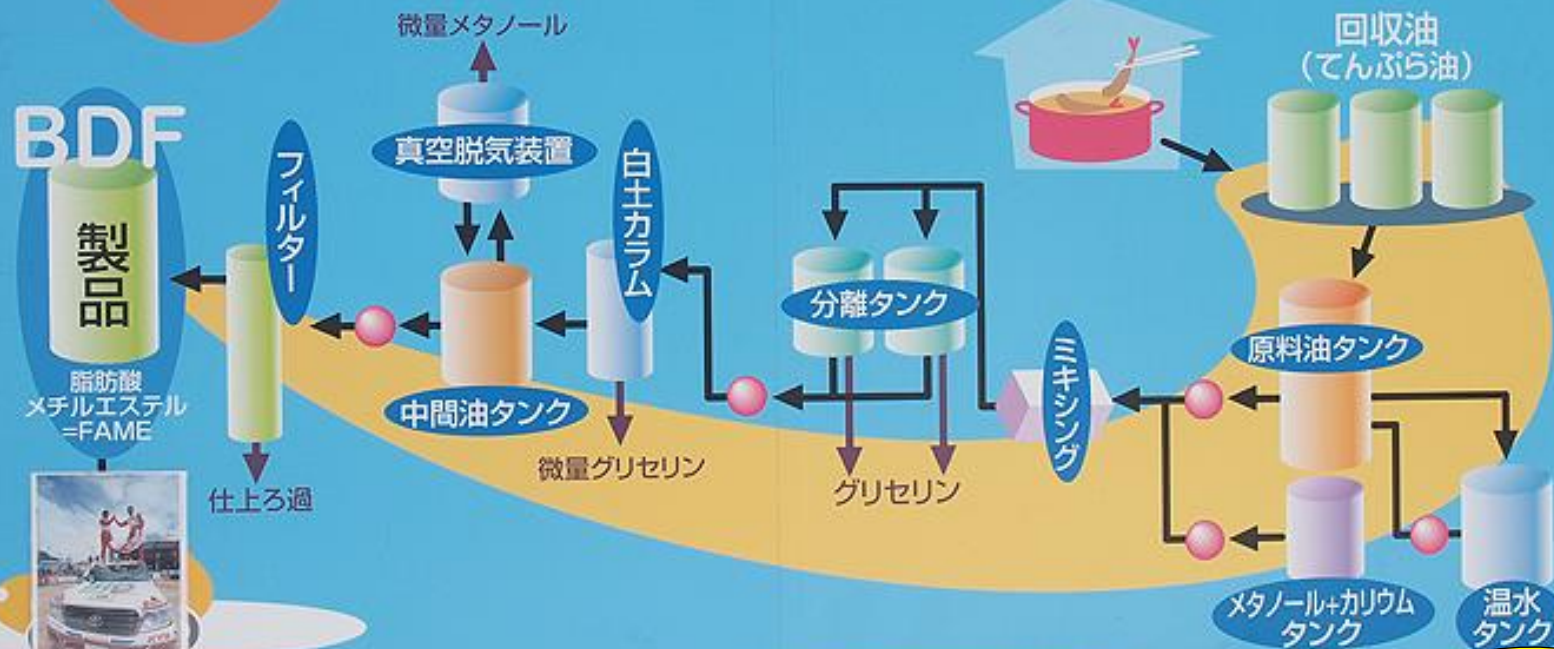 微量メタノール
回収油
(てんぷら油)
BDF
真空脱気装置
フィルター
白土カラム
製品
分離タンク
原料油タンク
ミキシング
脂肪酸
メチルエステル
=FAME
中間油タンク
微量グリセリン
グリセリン
仕上ろ過
メタノール+カリウム
タンク
温水
タンク